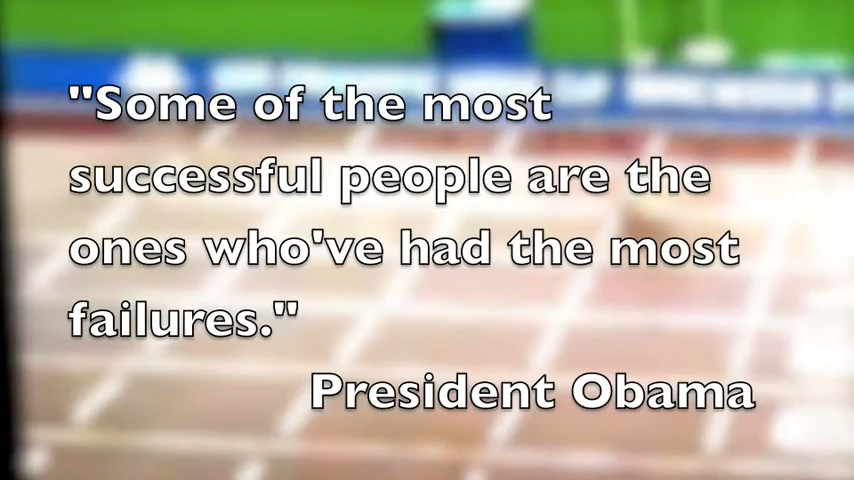 "Some of the most
successful people are the
ones who've had the most
failures."
President Obama